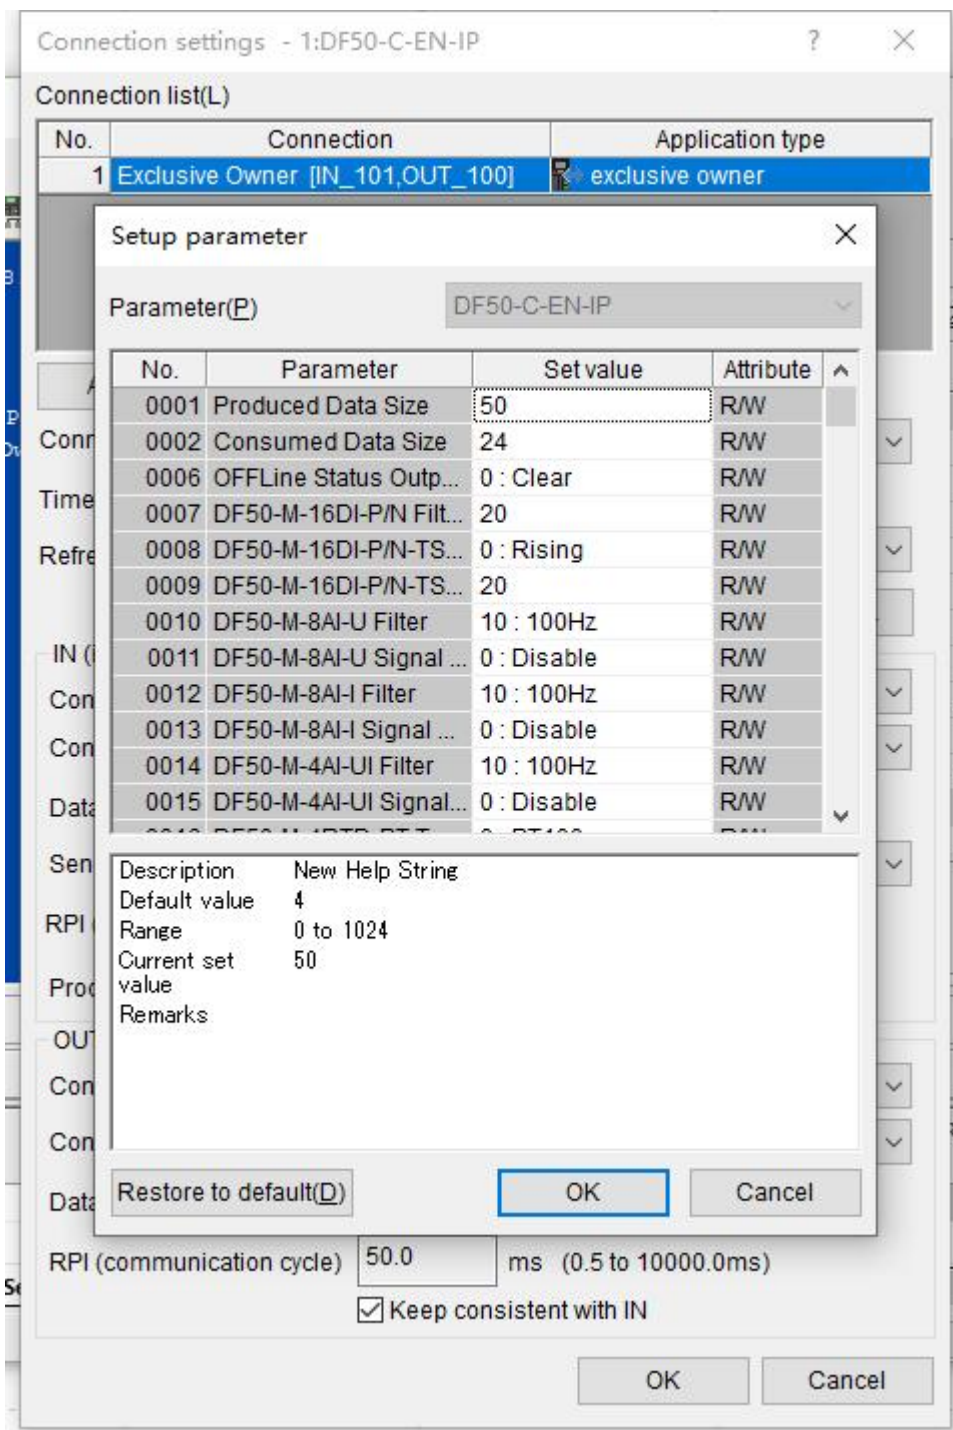 Connection settings - 1:DF50-C-EN-IP ?
Connection list(L)
No. Connection Application type
1 Exclusive Owner [IN_101,OUT_100] exclusive owner
Setup parameter
Parameter(P) DF50-C-EN-IP
No. Parameter Set value Attribute
0001 Produced Data Size 50 R/W
0002 Consumed Data Size 24 R/W
0006 OFFLine Status Outp... 0 : Clear R/W
0007 DF50-M-16DI-P/N Filt... 20 R/W
0008 DF50-M-16DI-P/N-TS... 0 : Rising R/W
0009 DF50-M-16DI-P/N-TS... 20 R/W
0010 DF50-M-8AI-U Filter 10 : 100Hz R/W
0011 DF50-M-8AI-U Signal ... 0 : Disable R/W
0012 DF50-M-8AI-I Filter 10 : 100Hz R/W
0013 DF50-M-8AI-I Signal ... 0 : Disable R/W
0014 DF50-M-4AI-UI Filter 10 : 100Hz R/W
0015 DF50-M-4AI-UI Signal... 0 : Disable R/W
Description New Help String
Default value 4
Range 0 to 1024
Current set value 50
Remarks
Restore to default(D) OK Cancel
Conn
Time
Refre
IN (i
Con
Con
Data
Sen
RPI
Prod
OUT
Con
Con
Data
RPI (communication cycle) 50.0 ms (0.5 to 10000.0ms)
Keep consistent with IN
OK Cancel